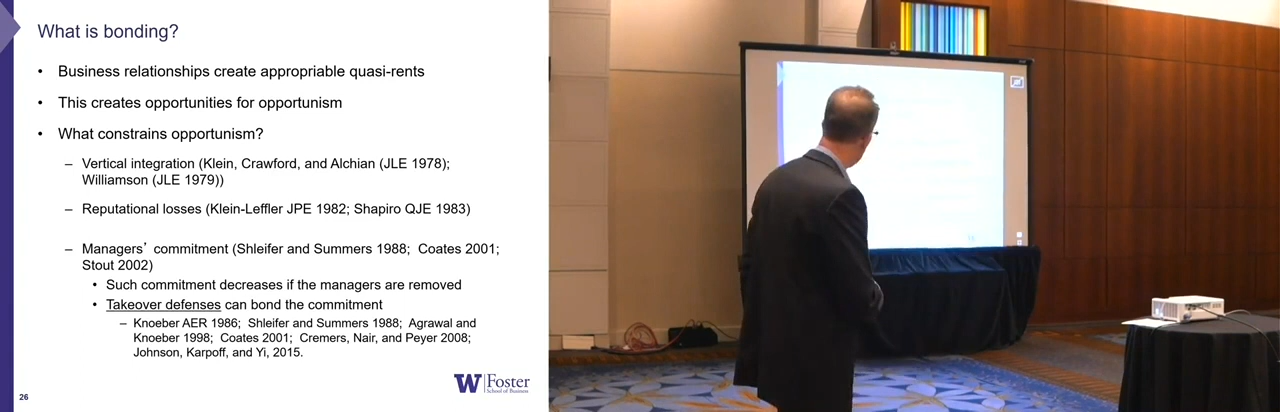 What is bonding?
• Business relationships create appropriable quasi-rents
• This creates opportunities for opportunism
• What constrains opportunism?
– Vertical integration (Klein, Crawford, and Alchian (JLE 1978);
Williamson (JLE 1979))
– Reputational losses (Klein-Leffler JPE 1982; Shapiro QJE 1983)
– Managers’ commitment (Shleifer and Summers 1988; Coates 2001;
Stout 2002)
• Such commitment decreases if the managers are removed
• Takeover defenses can bond the commitment
– Knoeber AER 1986; Shleifer and Summers 1988; Agrawal and
Knoeber 1998; Coates 2001; Cremers, Nair, and Peyer 2008;
Johnson, Karpoff, and Yi, 2015.
W Foster
School of Business
26